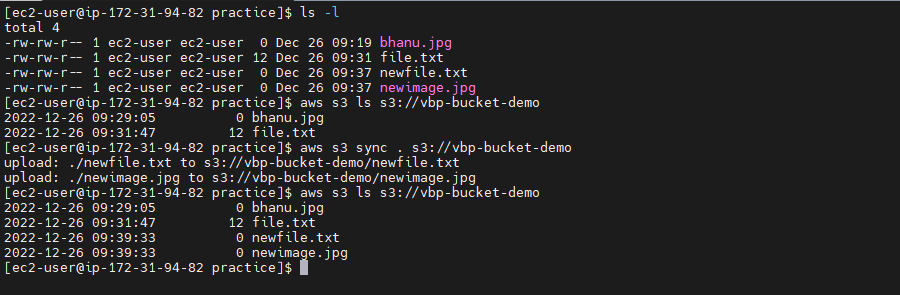 [ec2-user@ip-172-31-94-82 practice]$ ls -l
total 4
-rw-rw-r-- 1 ec2-user ec2-user  0 Dec 26 09:19 bhanu.jpg
-rw-rw-r-- 1 ec2-user ec2-user 12 Dec 26 09:31 file.txt
-rw-rw-r-- 1 ec2-user ec2-user  0 Dec 26 09:37 newfile.txt
-rw-rw-r-- 1 ec2-user ec2-user  0 Dec 26 09:37 newimage.jpg
[ec2-user@ip-172-31-94-82 practice]$ aws s3 ls s3://vbp-bucket-demo
2022-12-26 09:29:05          0 bhanu.jpg
2022-12-26 09:31:47         12 file.txt
[ec2-user@ip-172-31-94-82 practice]$ aws s3 sync . s3://vbp-bucket-demo
upload: ./newfile.txt to s3://vbp-bucket-demo/newfile.txt
upload: ./newimage.jpg to s3://vbp-bucket-demo/newimage.jpg
[ec2-user@ip-172-31-94-82 practice]$ aws s3 ls s3://vbp-bucket-demo
2022-12-26 09:29:05          0 bhanu.jpg
2022-12-26 09:31:47         12 file.txt
2022-12-26 09:39:33          0 newfile.txt
2022-12-26 09:39:33          0 newimage.jpg
[ec2-user@ip-172-31-94-82 practice]$